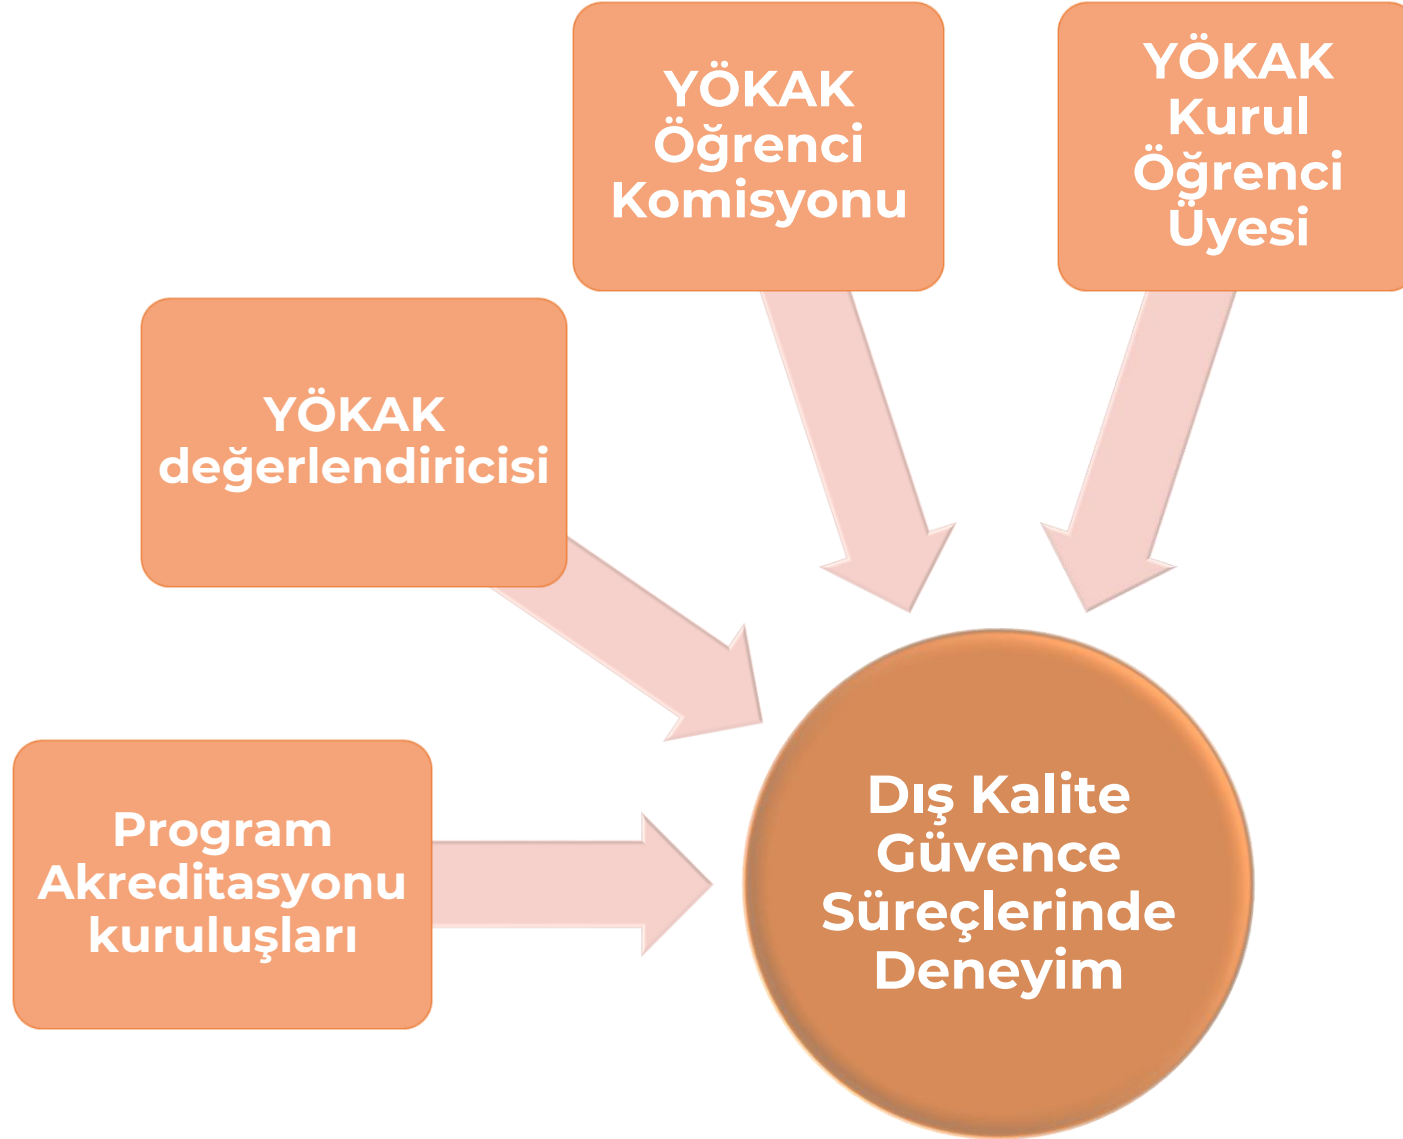 YÖKAK
Öğrenci
Komisyonu
YÖKAK
Kurul
Öğrenci
Üyesi
YÖKAK
değerlendiricisi
Program
Akreditasyonu
kuruluşları
Dış Kalite
Güvence
Süreçlerinde
Deneyim